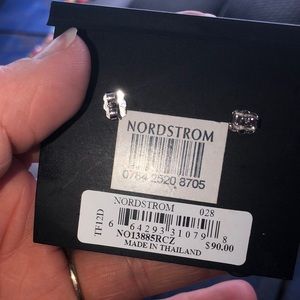 NORDSTROM
0784 2520 8705
NORDSTROM 028
TF12D
6 64293 31079 8
NO13885RCZ
MADE IN THAILAND $90.00